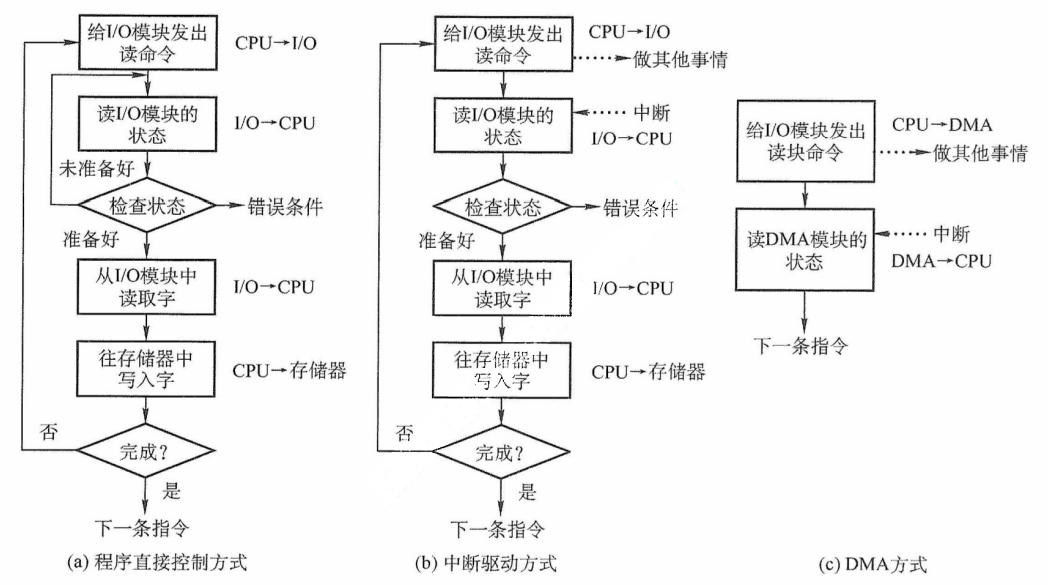 给I/O模块发出
读命令
CPU→I/O
读I/O模块的
状态
I/O→CPU
未准备好
检查状态
错误条件
准备好
从I/O模块中
读取字
I/O→CPU
往存储器中
写入字
CPU→存储器
否
完成？
是
下一条指令
(a) 程序直接控制方式
给I/O模块发出
读命令
CPU→I/O
做其他事情
读I/O模块的
状态
中断
I/O→CPU
检查状态
错误条件
准备好
从I/O模块中
读取字
I/O→CPU
往存储器中
写入字
CPU→存储器
否
完成？
是
下一条指令
(b) 中断驱动方式
给I/O模块发出
读块命令
CPU→DMA
做其他事情
读DMA模块的
状态
中断
DMA→CPU
下一条指令
(c) DMA方式